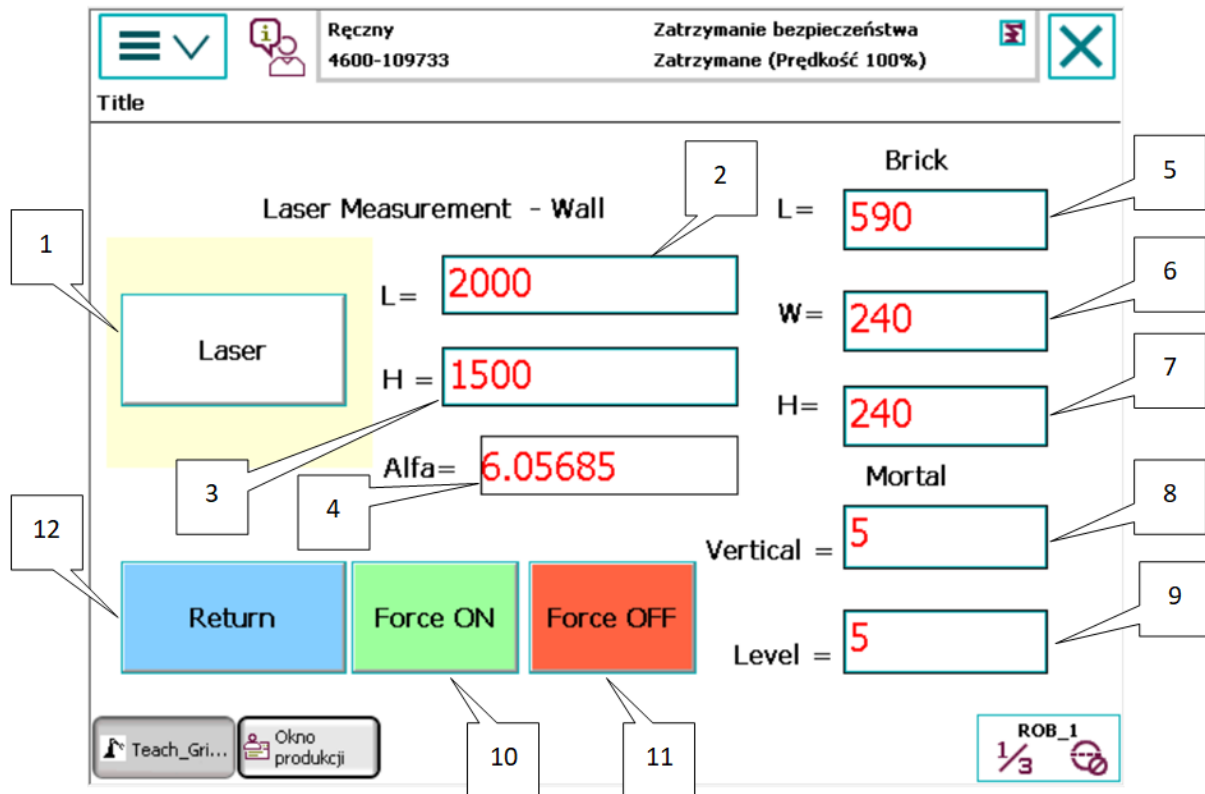 Ręczny
4600-109733
Zatrzymanie bezpieczeństwa
Zatrzymane (Prędkość 100%)
Title
Laser Measurement - Wall
Brick
1
2
5
L=
590
Laser
L=
2000
6
W=
240
H =
1500
7
H=
240
3
4
Alfa=
6.05685
Mortal
8
Vertical =
5
12
Return
Force ON
Force OFF
9
Level =
5
10
11
Teach_Gri...
Okno
produkcji
ROB_1
1/3